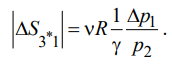 |ΔS₃*₁| = νR 1/γ Δp₁/p₂ .